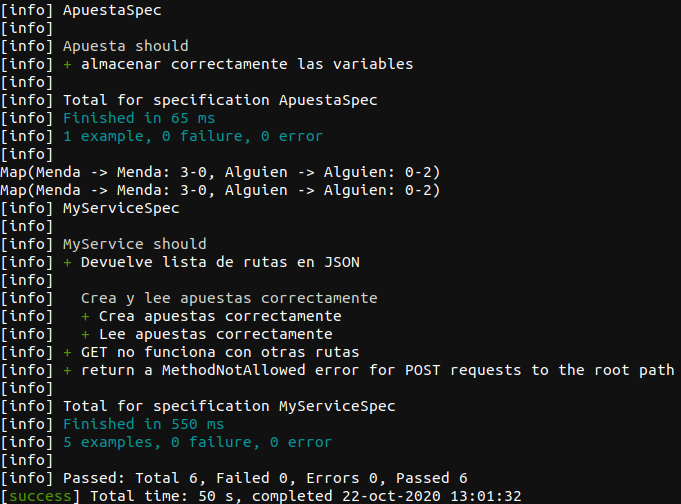 [info] ApuestaSpec
[info]
[info] Apuesta should
[info] + almacenar correctamente las variables
[info]
[info] Total for specification ApuestaSpec
[info] Finished in 65 ms
[info] 1 example, 0 failure, 0 error
[info]
Map(Menda -> Menda: 3-0, Alguien -> Alguien: 0-2)
Map(Menda -> Menda: 3-0, Alguien -> Alguien: 0-2)
[info] MyServiceSpec
[info]
[info] MyService should
[info] + Devuelve lista de rutas en JSON
[info]
[info]   Crea y lee apuestas correctamente
[info]   + Crea apuestas correctamente
[info]   + Lee apuestas correctamente
[info] + GET no funciona con otras rutas
[info] + return a MethodNotAllowed error for POST requests to the root path
[info]
[info] Total for specification MyServiceSpec
[info] Finished in 550 ms
[info] 5 examples, 0 failure, 0 error
[info]
[info] Passed: Total 6, Failed 0, Errors 0, Passed 6
[success] Total time: 50 s, completed 22-oct-2020 13:01:32